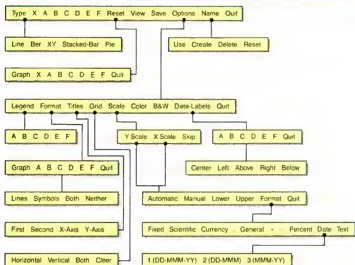 Type X A B C D E F Reset View Save Options Name Quit
Line Ber XY Stacked-Bar Pie
Use Create Delete Reset
Graph X A B C D E F Quit
Legend Format Titles Grid Scale Color B&W Data-Labels Quit
A B C D E F
Y Scale X Scale Skip
A B C D E F Quit
Graph A B C D E F Quit
Center Left Above Right Below
Lines Symbols Both Neither
Automatic Manual Lower Upper Format Quit
First Second X-Axis Y-Axis
Fixed Scientific Currency , General + - Percent Date Text
Horizontal Vertical Both Clear
1 (DD-MMM-YY) 2 (DD-MMM) 3 (MMM-YY)